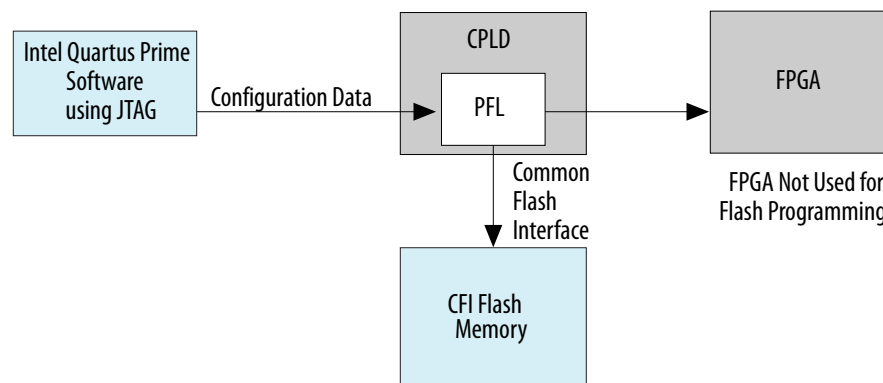 Intel Quartus Prime
Software
using JTAG
Configuration Data
CPLD
PFL
FPGA
FPGA Not Used for
Flash Programming
Common
Flash
Interface
CFI Flash
Memory